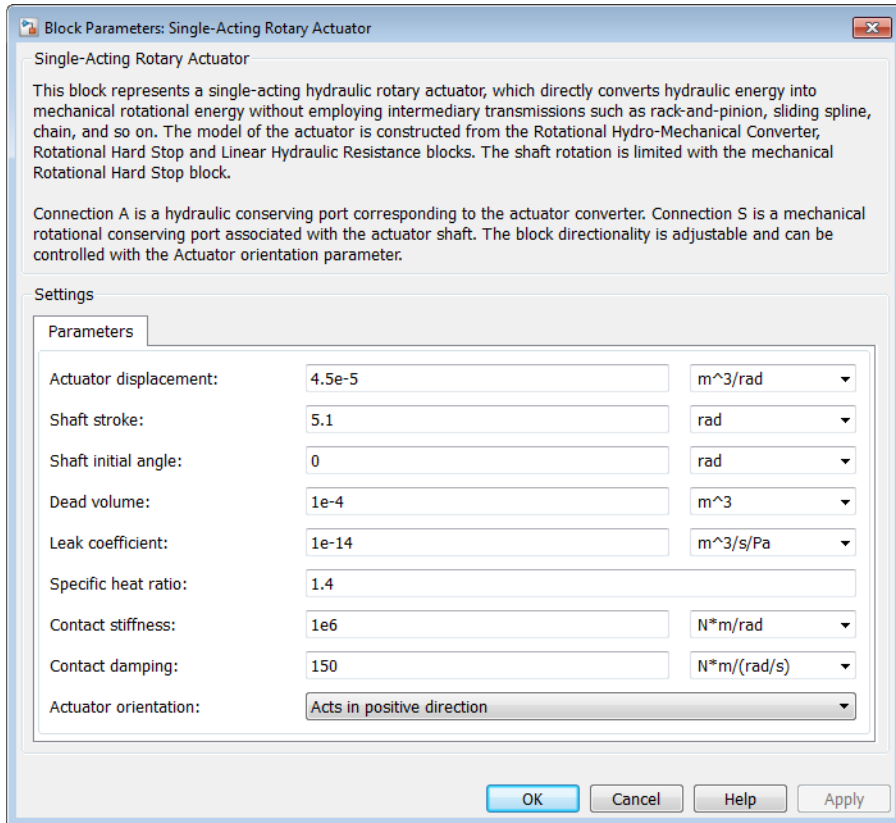 Block Parameters: Single-Acting Rotary Actuator
Single-Acting Rotary Actuator
This block represents a single-acting hydraulic rotary actuator, which directly converts hydraulic energy into
mechanical rotational energy without employing intermediary transmissions such as rack-and-pinion, sliding spline,
chain, and so on. The model of the actuator is constructed from the Rotational Hydro-Mechanical Converter,
Rotational Hard Stop and Linear Hydraulic Resistance blocks. The shaft rotation is limited with the mechanical
Rotational Hard Stop block.
Connection A is a hydraulic conserving port corresponding to the actuator converter. Connection S is a mechanical
rotational conserving port associated with the actuator shaft. The block directionality is adjustable and can be
controlled with the Actuator orientation parameter.
Settings
Parameters
Actuator displacement: 4.5e-5 m^3/rad
Shaft stroke: 5.1 rad
Shaft initial angle: 0 rad
Dead volume: 1e-4 m^3
Leak coefficient: 1e-14 m^3/s/Pa
Specific heat ratio: 1.4
Contact stiffness: 1e6 N*m/rad
Contact damping: 150 N*m/(rad/s)
Actuator orientation: Acts in positive direction
OK Cancel Help Apply